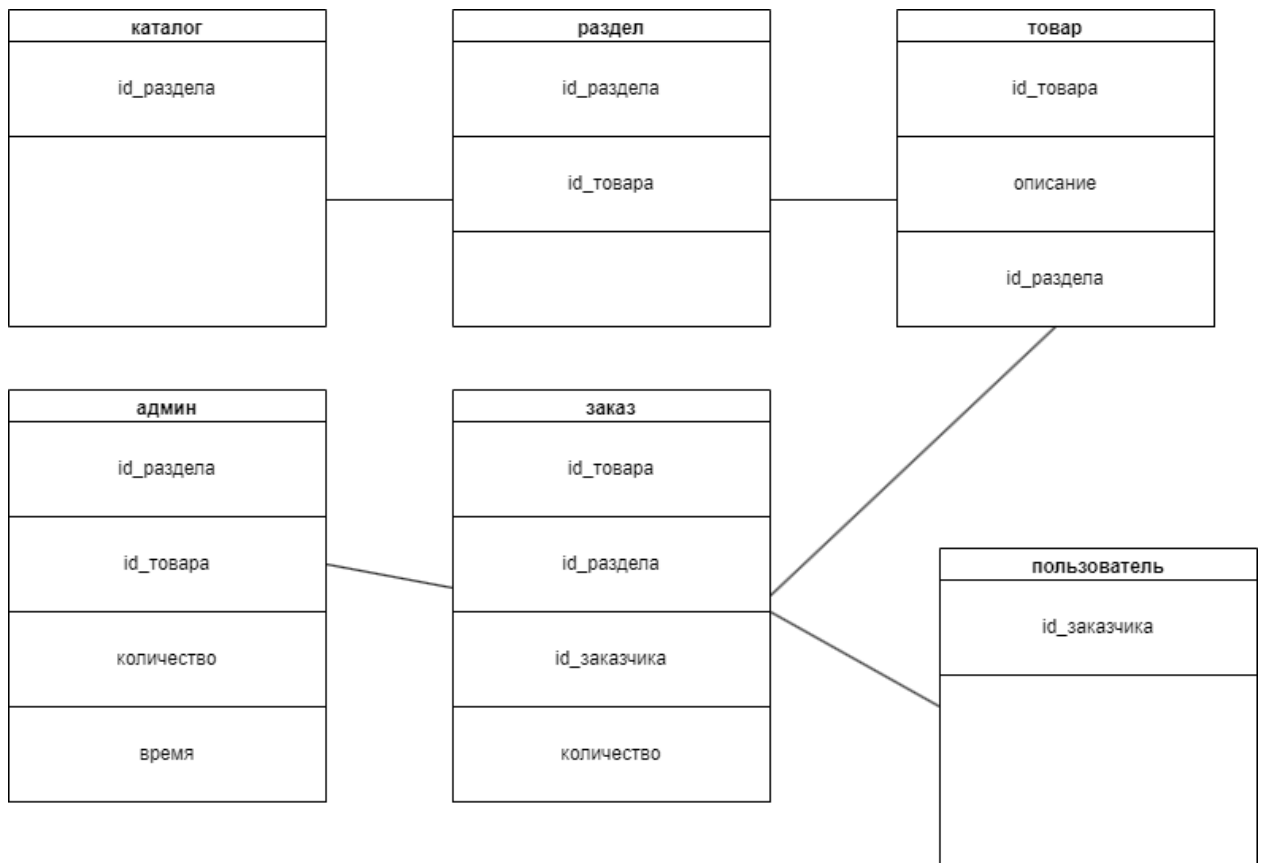 каталог
id_раздела
раздел
id_раздела
id_товара
товар
id_товара
описание
id_раздела
админ
id_раздела
id_товара
количество
время
заказ
id_товара
id_раздела
id_заказчика
количество
пользователь
id_заказчика